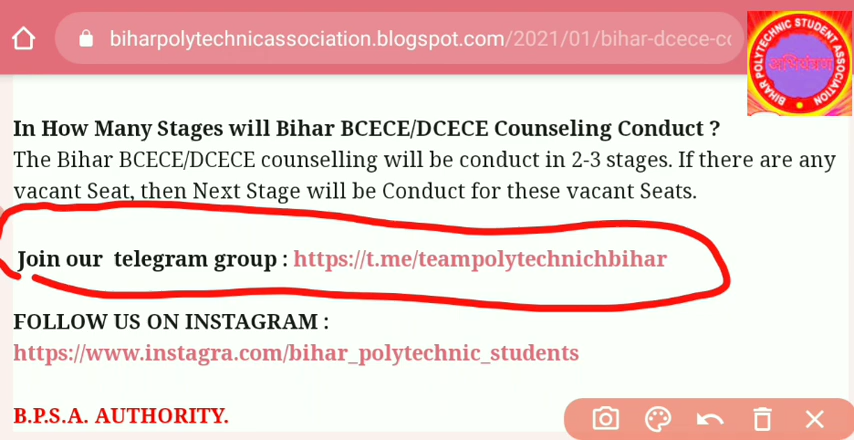 biharpolytechnicassociation.blogspot.com/2021/01/bihar-dcece-cc
BIHAR POLYTECHNIC STUDENT ASSOCIATION
In How Many Stages will Bihar BCECE/DCECE Counseling Conduct ?
The Bihar BCECE/DCECE counselling will be conduct in 2-3 stages. If there are any
vacant Seat, then Next Stage will be Conduct for these vacant Seats.
Join our telegram group : https://t.me/teampolytechnichbihar
FOLLOW US ON INSTAGRAM :
https://www.instagra.com/bihar_polytechnic_students
B.P.S.A. AUTHORITY.